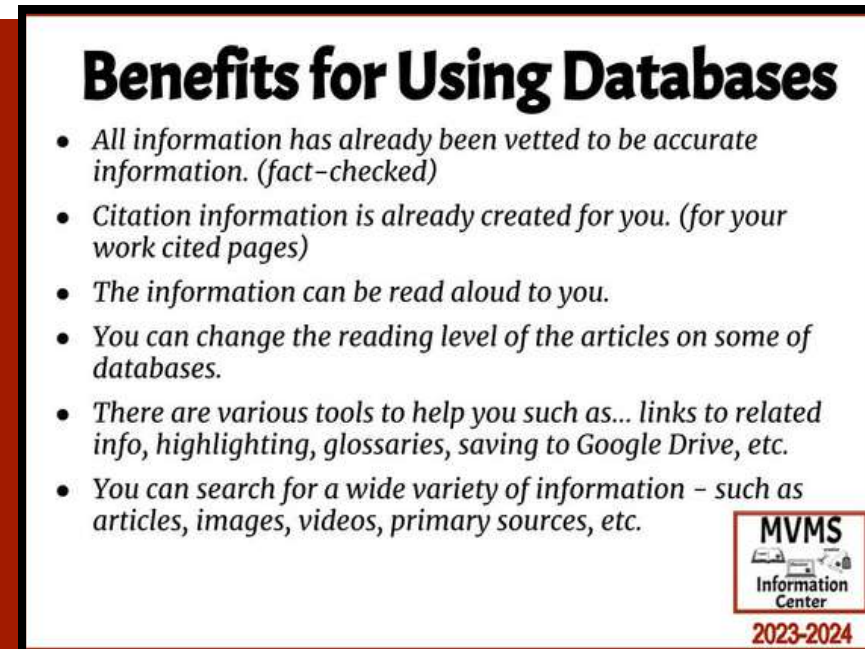 Benefits for Using Databases
● All information has already been vetted to be accurate
information. (fact-checked)
● Citation information is already created for you. (for your
work cited pages)
● The information can be read aloud to you.
● You can change the reading level of the articles on some of
databases.
● There are various tools to help you such as... links to related
info, highlighting, glossaries, saving to Google Drive, etc.
● You can search for a wide variety of information - such as
articles, images, videos, primary sources, etc.
MVMS
Information
Center
2023-2024